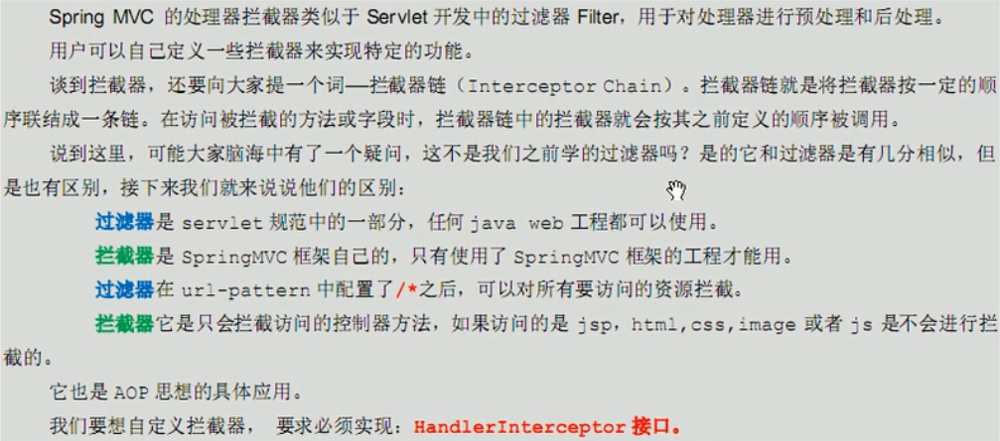 Spring MVC 的处理器拦截器类似于 Servlet 开发中的过滤器 Filter，用于对处理器进行预处理和后处理。
用户可以自己定义一些拦截器来实现特定的功能。
谈到拦截器，还要向大家提一个词——拦截器链（Interceptor Chain）。拦截器链就是将拦截器按一定的顺
序联结成一条链。在访问被拦截的方法或字段时，拦截器链中的拦截器就会按其之前定义的顺序被调用。
说到这里，可能大家脑海中有了一个疑问，这不是我们之前学的过滤器吗？是的它和过滤器是有几分相似，但
是也有区别，接下来我们就来说说他们的区别：
过滤器是 servlet 规范中的一部分，任何 java web 工程都可以使用。
拦截器是 SpringMVC 框架自己的，只有使用了 SpringMVC 框架的工程才能用。
过滤器在 url-pattern 中配置了/*之后，可以对所有要访问的资源拦截。
拦截器它是只会拦截访问的控制器方法，如果访问的是 jsp，html,css,image 或者 js 是不会进行拦
截的。
它也是 AOP 思想的具体应用。
我们要想自定义拦截器， 要求必须实现：HandlerInterceptor 接口。